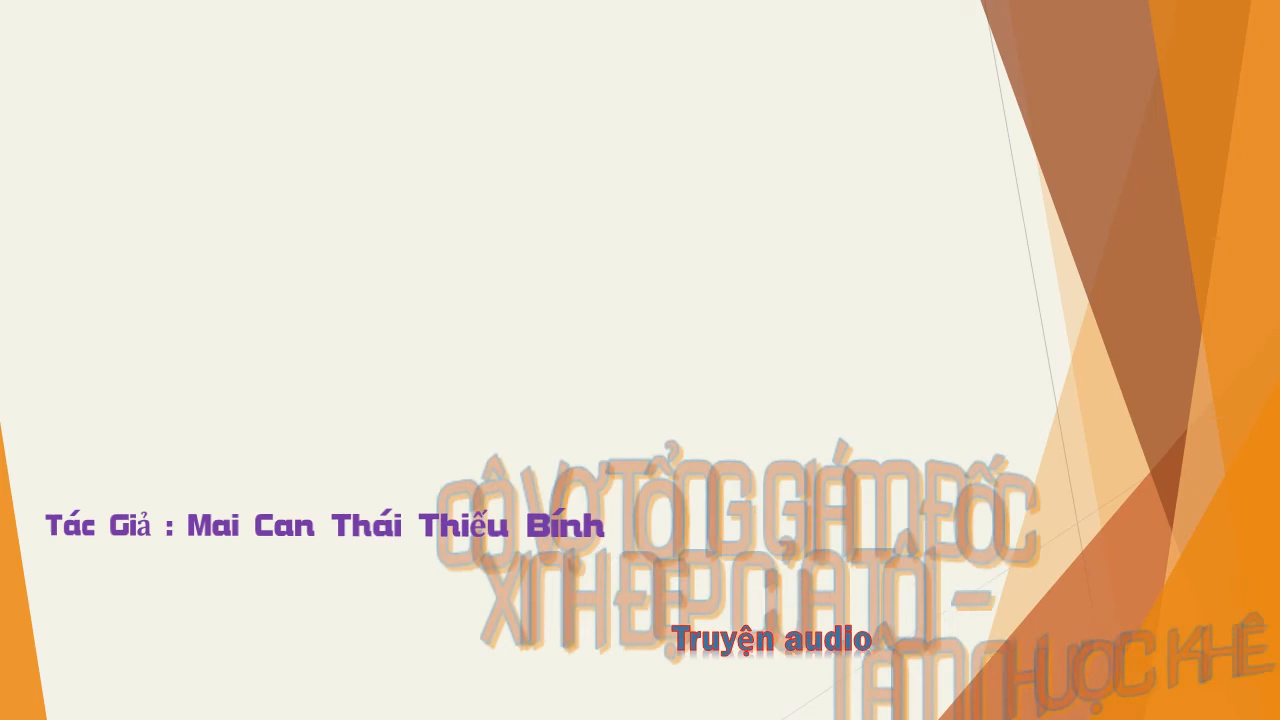 CÔ VỢ TỔNG GIÁM ĐỐC
Tác Giả : Mai Can Thái Thiếu Bính
XINH ĐẸP CỦA TÔI –
Truyện audio
LÂM NHƯỢC KHÊ